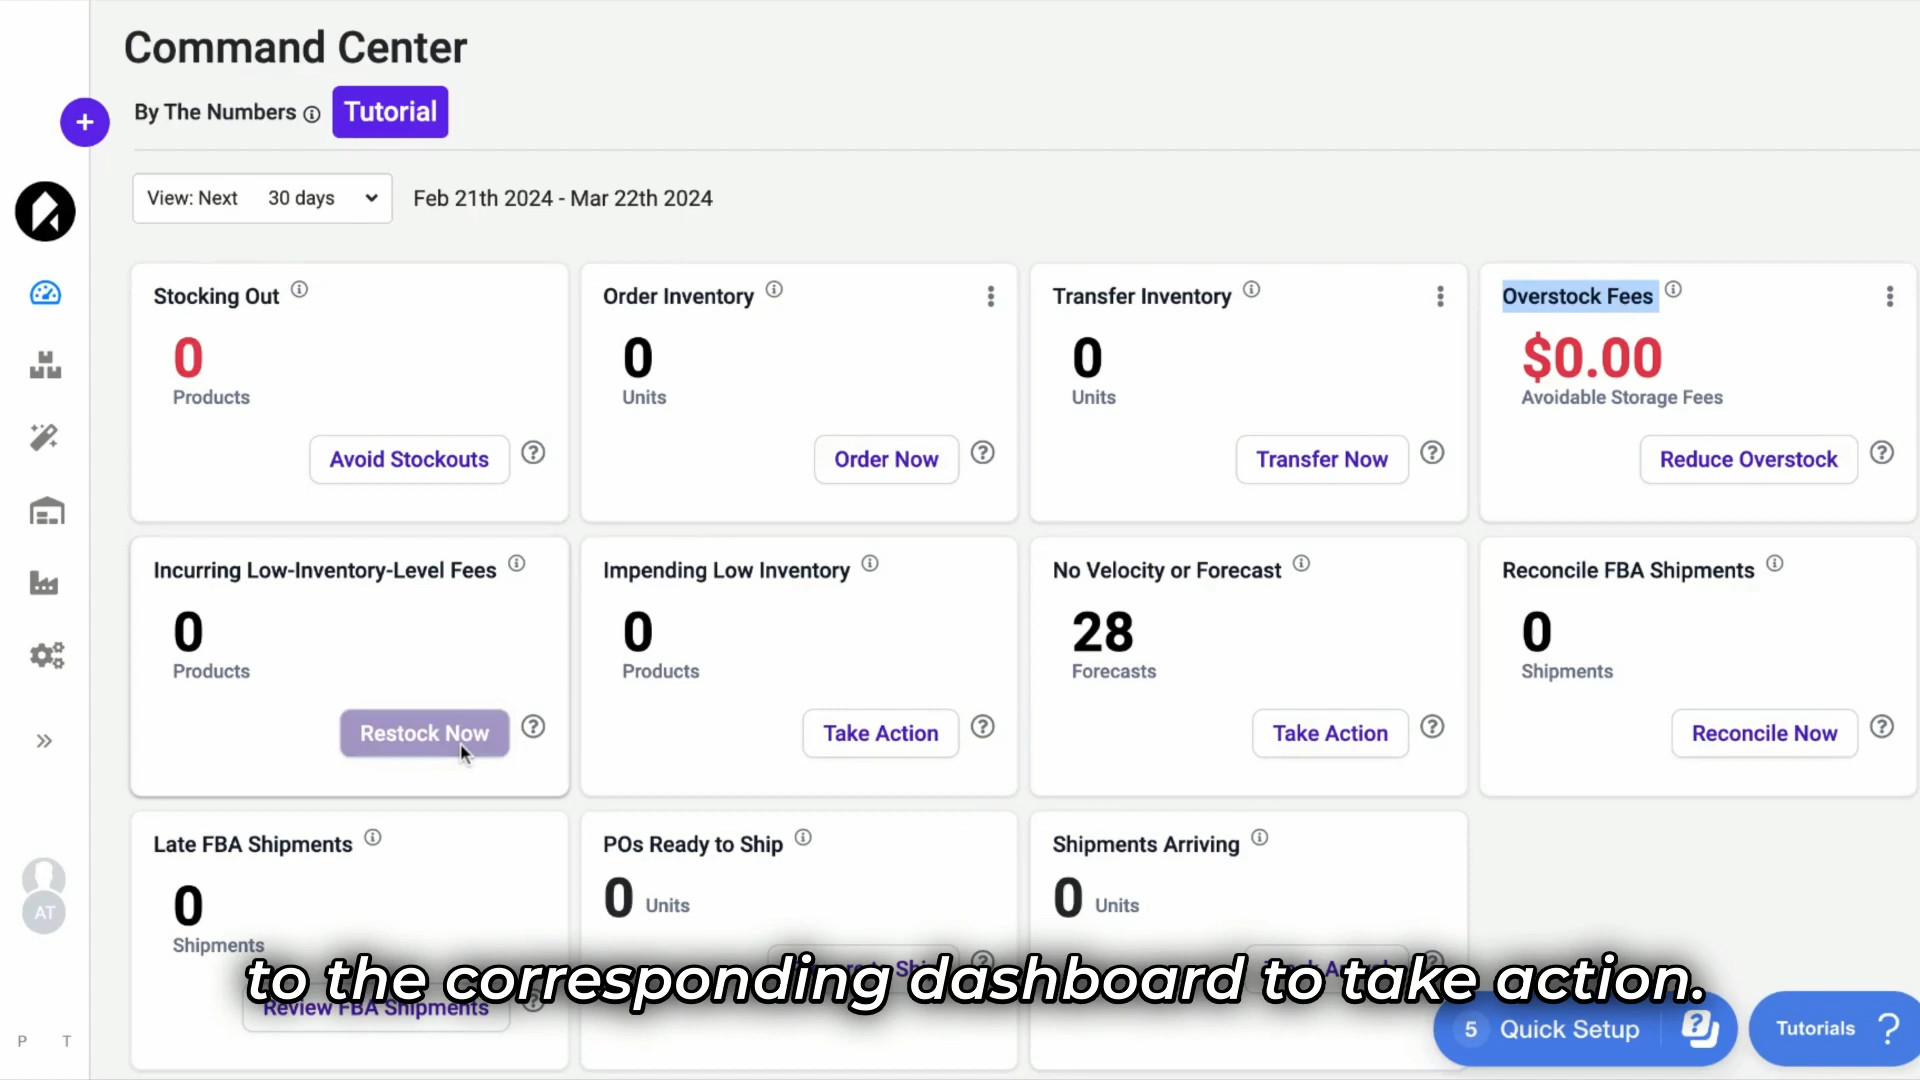 Command Center
By The Numbers
Tutorial
+
View: Next 30 days
Feb 21th 2024 - Mar 22th 2024
Stocking Out
0
Products
Avoid Stockouts
Order Inventory
0
Units
Order Now
Transfer Inventory
0
Units
Transfer Now
Overstock Fees
$0.00
Avoidable Storage Fees
Reduce Overstock
Incurring Low-Inventory-Level Fees
0
Products
Restock Now
Impending Low Inventory
0
Products
Take Action
No Velocity or Forecast
28
Forecasts
Take Action
Reconcile FBA Shipments
0
Shipments
Reconcile Now
Late FBA Shipments
0
Shipments
Review FBA Shipments
POs Ready to Ship
0 Units
Shipments Arriving
0 Units
AT
P T
to the corresponding dashboard to take action.
5 Quick Setup
Tutorials ?